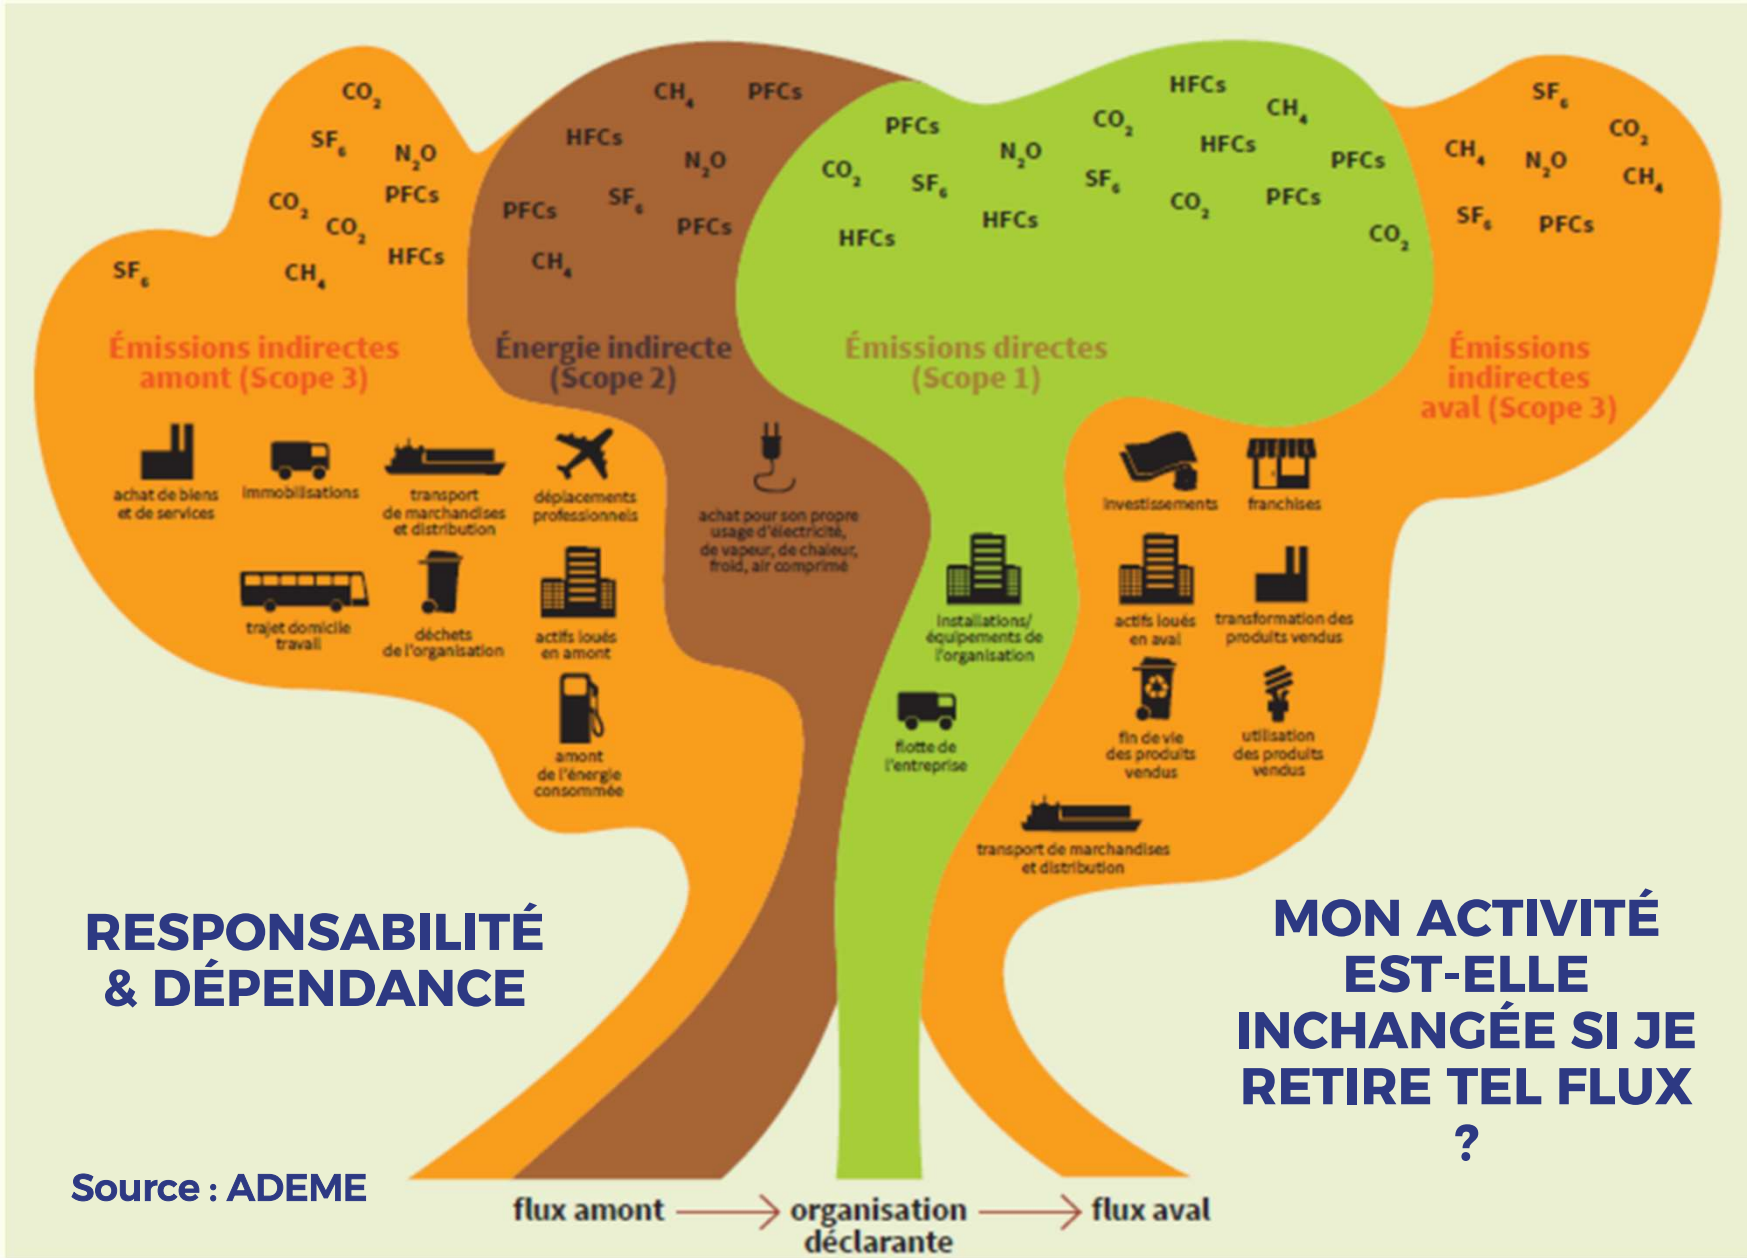 CO₂
SF₆
N₂O
CO₂
PFCs
CO₂
HFCs
SF₆
CH₄
CH₄
PFCs
HFCs
N₂O
PFCs
SF₆
PFCs
CH₄
HFCs
CH₄
PFCs
CO₂
N₂O
HFCs
CO₂
SF₆
SF₆
PFCs
CO₂
PFCs
HFCs
HFCs
CO₂
SF₆
CO₂
CH₄
N₂O
CH₄
SF₆
PFCs
Émissions indirectes
amont (Scope 3)
Énergie indirecte
(Scope 2)
Émissions directes
(Scope 1)
Émissions
indirectes
aval (Scope 3)
achat de biens
et de services
immobilisations
transport
de marchandises
et distribution
déplacements
professionnels
trajet domicile
travail
déchets
de l'organisation
actifs loués
en amont
amont
de l'énergie
consommée
achat pour son propre
usage d'électricité,
de vapeur, de chaleur,
froid, air comprimé
installations/
équipements de
l'organisation
flotte de
l'entreprise
investissements
franchises
actifs loués
en aval
transformation des
produits vendus
fin de vie
des produits
vendus
utilisation
des produits
vendus
transport de marchandises
et distribution
RESPONSABILITÉ
& DÉPENDANCE
MON ACTIVITÉ
EST-ELLE
INCHANGÉE SI JE
RETIRE TEL FLUX
?
Source : ADEME
flux amont
organisation
déclarante
flux aval